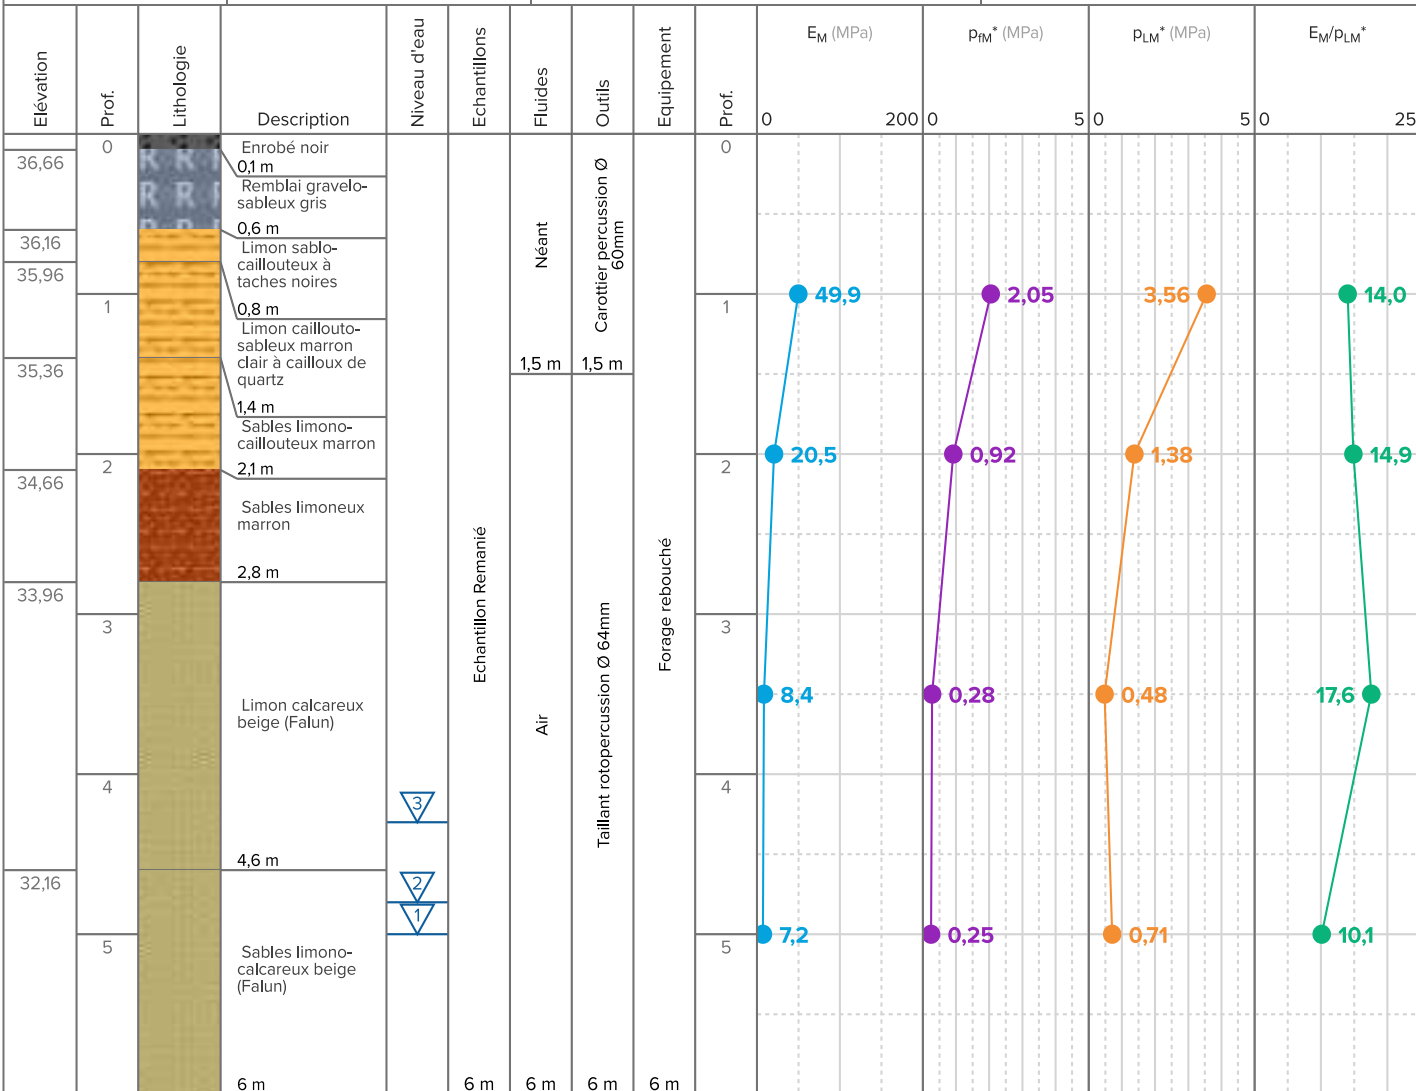 Elévation
Prof.
Lithologie
Description
Niveau d'eau
Echantillons
Fluides
Outils
Equipement
Prof.
E_M (MPa)
p_fM* (MPa)
p_LM* (MPa)
E_M/p_LM*
0 200
0 5
0 5
0 25
36,66
36,16
35,96
35,36
34,66
33,96
32,16
0
1
2
3
4
5
R R R
R R R
R R R
Enrobé noir
0,1 m
Remblai gravelo-
sableux gris
0,6 m
Limon sablo-
caillouteux à
taches noires
0,8 m
Limon caillouto-
sableux marron
clair à cailloux de
quartz
1,4 m
Sables limono-
caillouteux marron
2,1 m
Sables limoneux
marron
2,8 m
Limon calcareux
beige (Falun)
4,6 m
Sables limono-
calcareux beige
(Falun)
6 m
3
2
1
Echantillon Remanié
6 m
Néant
1,5 m
Air
6 m
Carottier percussion Ø
60mm
1,5 m
Taillant rotopercussion Ø 64mm
6 m
Forage rebouché
6 m
0
1
2
3
4
5
49,9
20,5
8,4
7,2
2,05
0,92
0,28
0,25
3,56
1,38
0,48
0,71
14,0
14,9
17,6
10,1